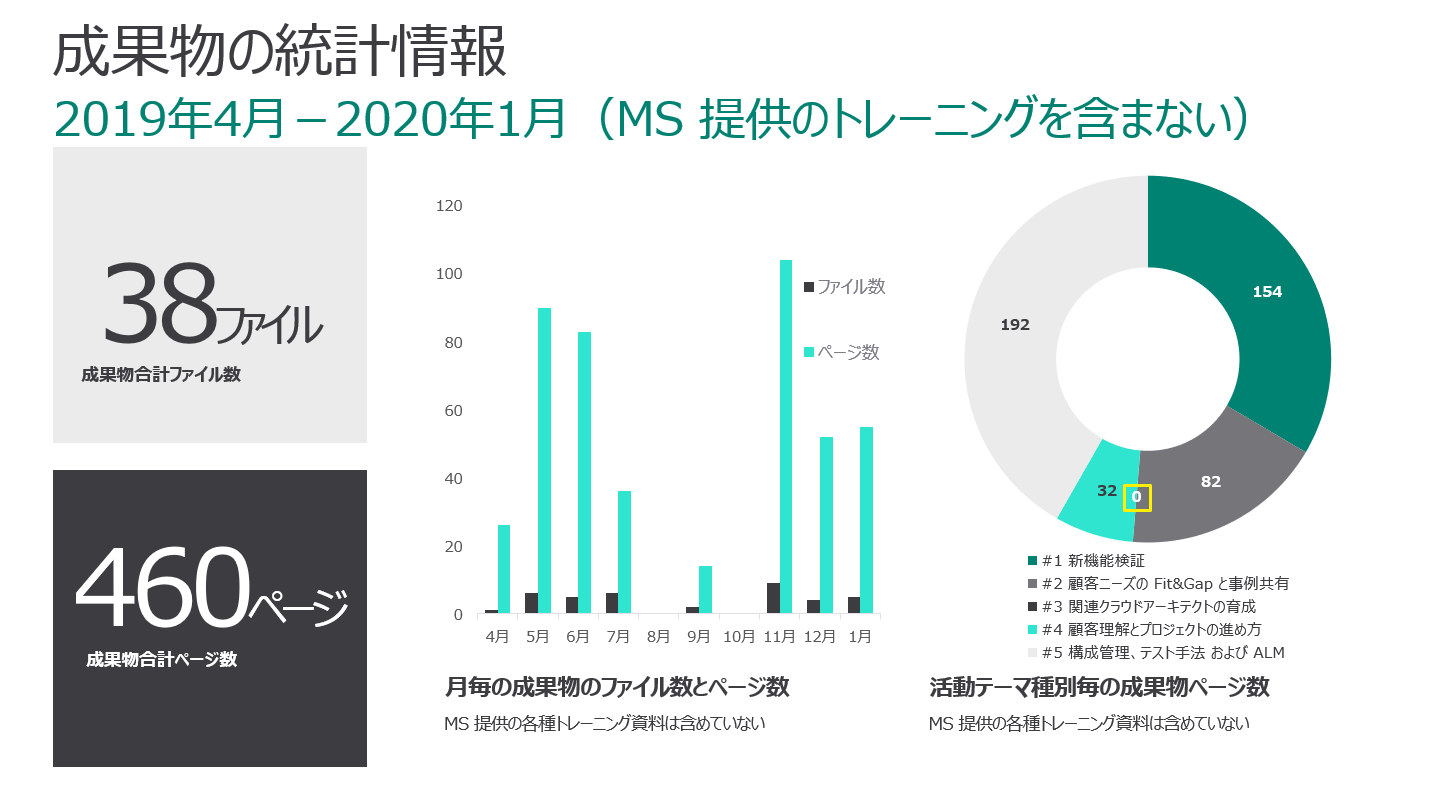 成果物の統計情報
2019年4月－2020年1月（MS 提供のトレーニングを含まない）
38ファイル
成果物合計ファイル数
460ページ
成果物合計ページ数
120
100
80
60
40
20
0
4月 5月 6月 7月 8月 9月 10月 11月 12月 1月
ファイル数
ページ数
月毎の成果物のファイル数とページ数
MS 提供の各種トレーニング資料は含めていない
154
192
82
32
0
#1 新機能検証
#2 顧客ニーズの Fit&Gap と事例共有
#3 関連クラウドアーキテクトの育成
#4 顧客理解とプロジェクトの進め方
#5 構成管理、テスト手法 および ALM
活動テーマ種別毎の成果物ページ数
MS 提供の各種トレーニング資料は含めていない